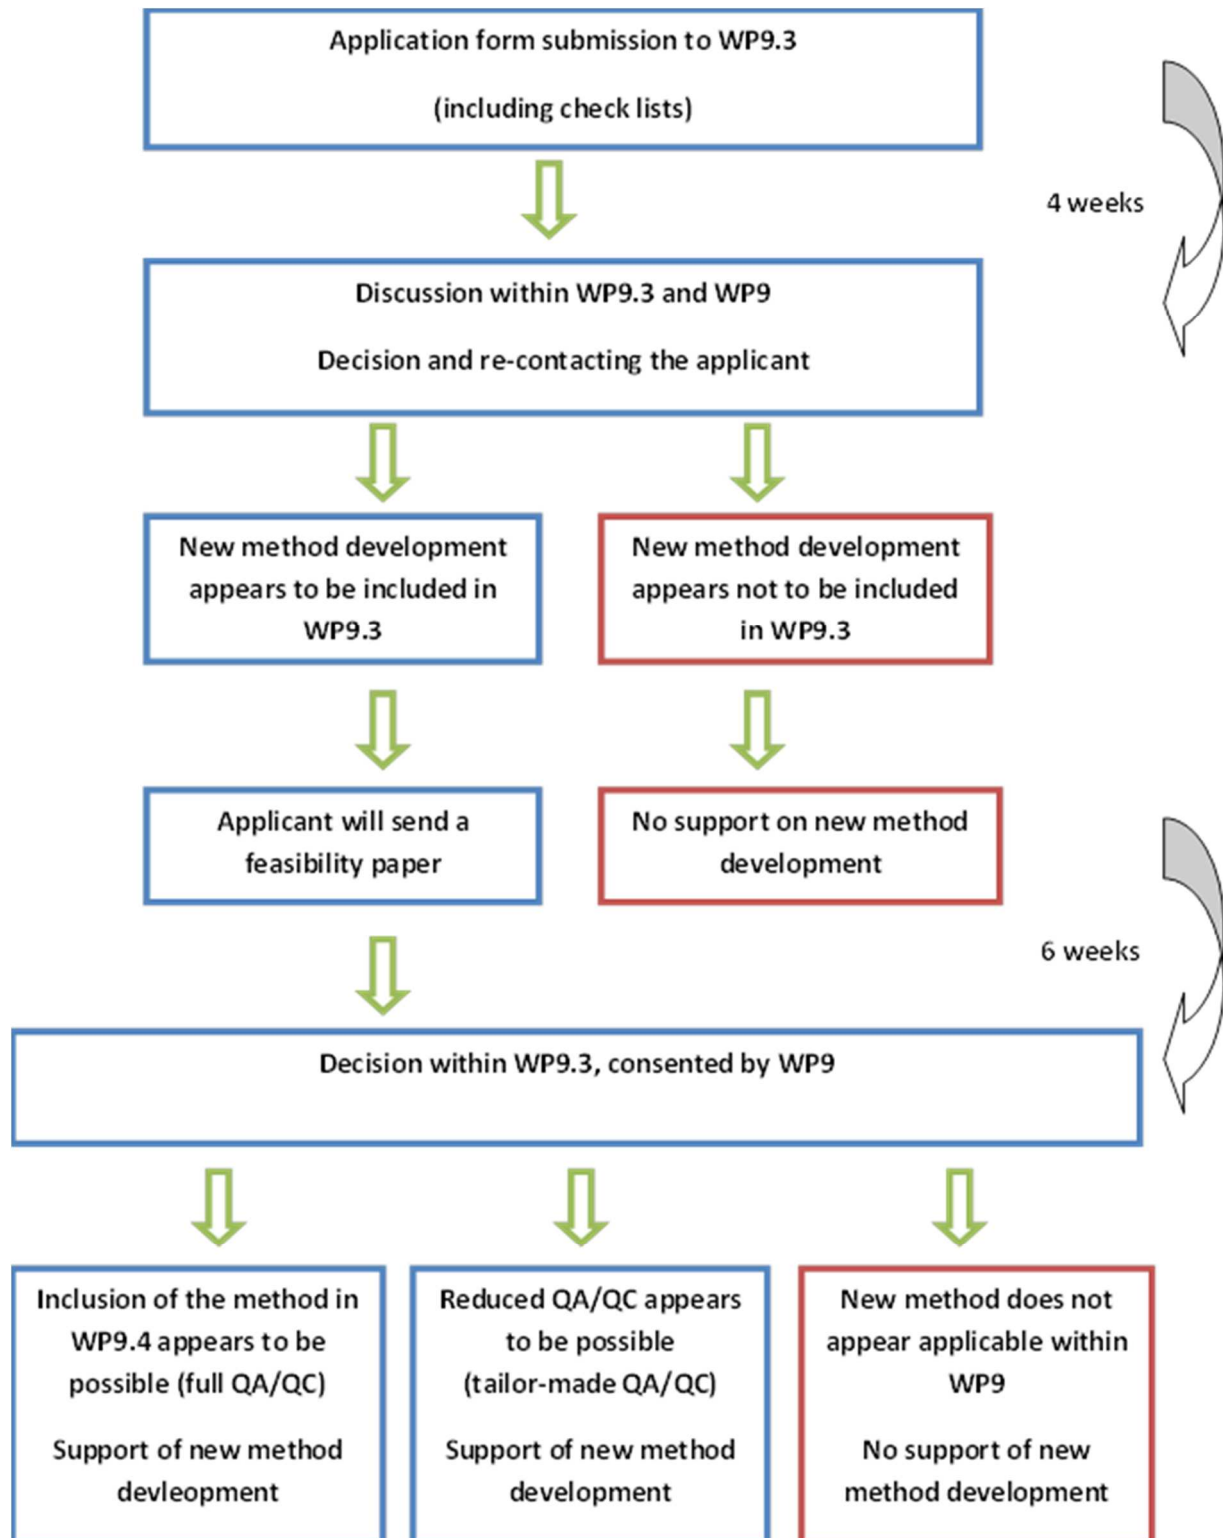 Application form submission to WP9.3
(including check lists)
4 weeks
Discussion within WP9.3 and WP9
Decision and re-contacting the applicant
New method development
appears to be included in
WP9.3
New method development
appears not to be included
in WP9.3
Applicant will send a
feasibility paper
No support on new method
development
6 weeks
Decision within WP9.3, consented by WP9
Inclusion of the method in
WP9.4 appears to be
possible (full QA/QC)
Support of new method
devleopment
Reduced QA/QC appears
to be possible
(tailor-made QA/QC)
Support of new method
development
New method does not
appear applicable within
WP9
No support of new
method development